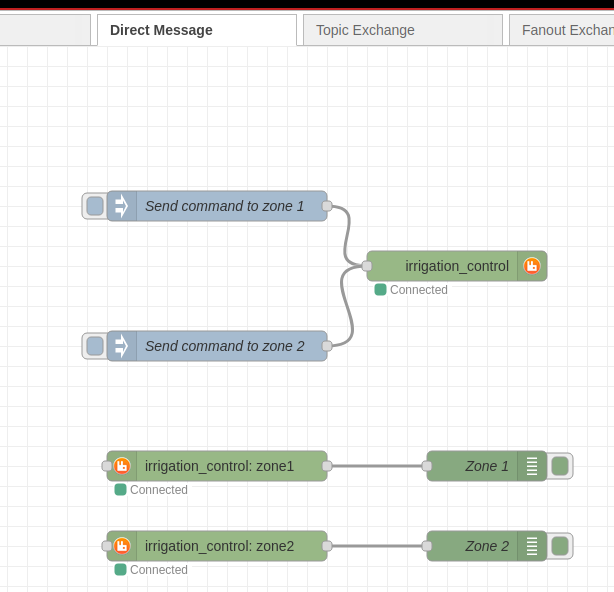 Direct Message
Topic Exchange
Fanout Exchan
Send command to zone 1
irrigation_control
Connected
Send command to zone 2
irrigation_control: zone1
Zone 1
Connected
irrigation_control: zone2
Zone 2
Connected